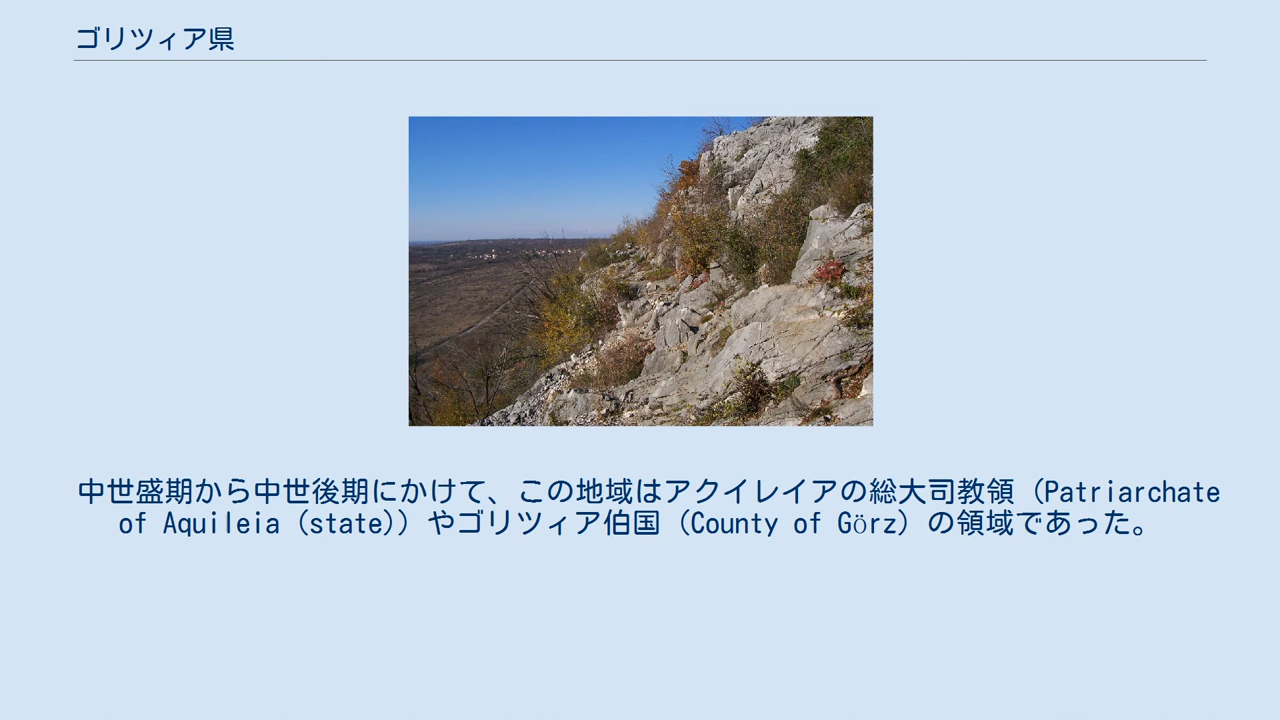 ゴリツィア県
中世盛期から中世後期にかけて、この地域はアクイレイアの総大司教領（Patriarchate
of Aquileia (state)）やゴリツィア伯国（County of Görz）の領域であった。